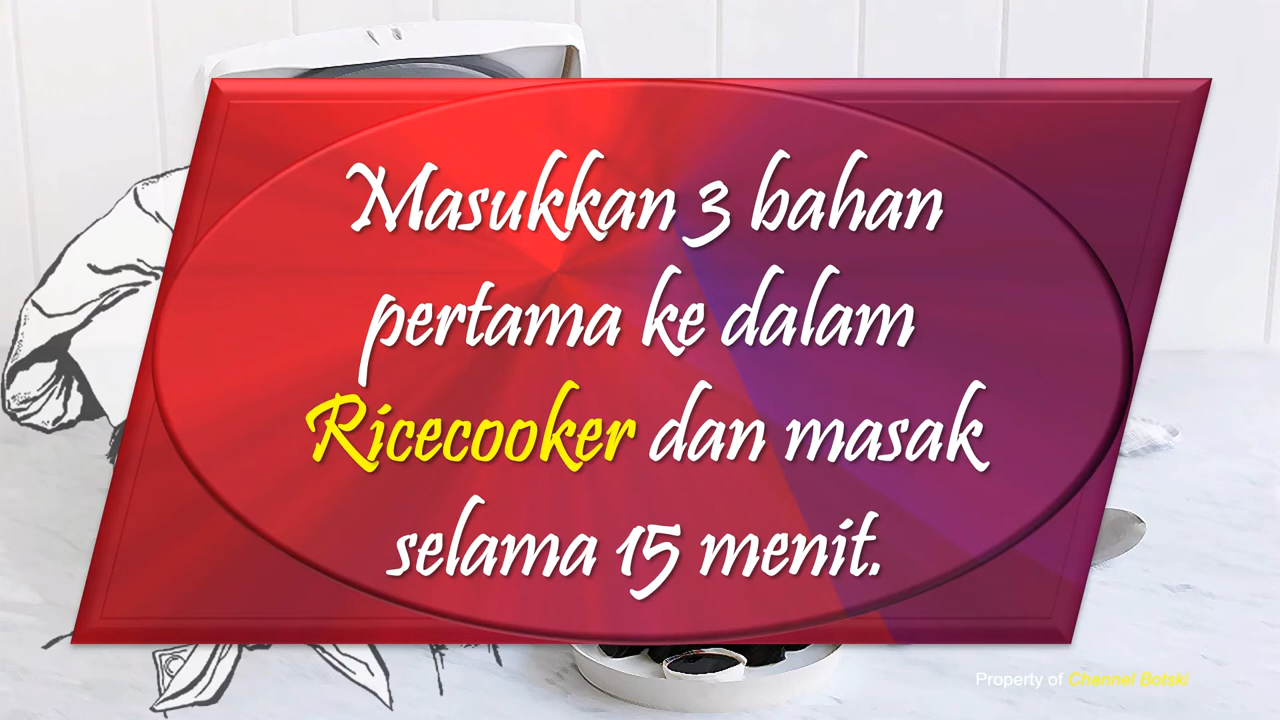 Masukkan 3 bahan
pertama ke dalam
Ricecooker dan masak
selama 15 menit.
Property of Channel Botski